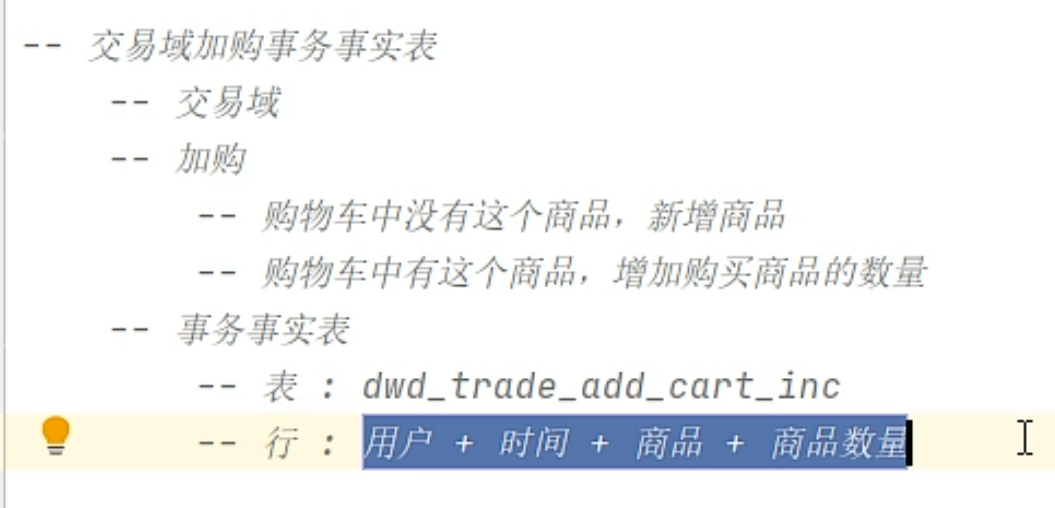 -- 交易域加购事务事实表
-- 交易域
-- 加购
-- 购物车中没有这个商品，新增商品
-- 购物车中有这个商品，增加购买商品的数量
-- 事务事实表
-- 表 : dwd_trade_add_cart_inc
-- 行 : 用户 + 时间 + 商品 + 商品数量